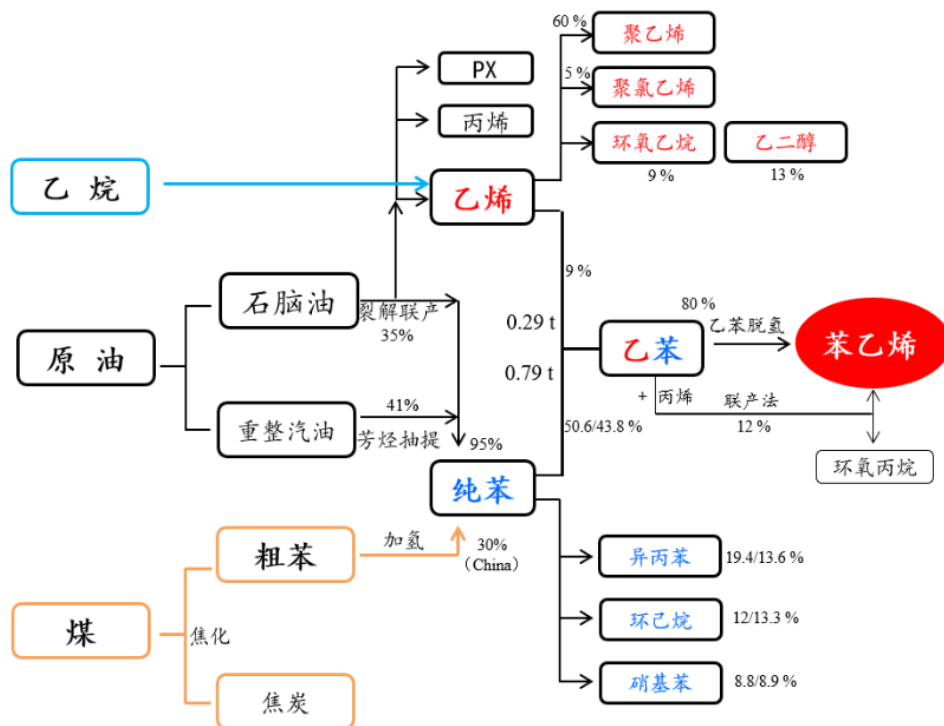 60 %
聚乙烯
PX
5 %
聚氯乙烯
丙烯
环氧乙烷
乙二醇
9 %
13 %
乙 烷
乙烯
9 %
石脑油
裂解联产
35%
0.29 t
80 %
乙苯脱氢
苯乙烯
原 油
乙苯
0.79 t
+ 丙烯
联产法
12 %
41%
重整汽油
芳烃抽提
50.6/43.8 %
95%
环氧丙烷
纯苯
粗苯
加氢
30%
（China）
异丙苯
19.4/13.6 %
煤
焦化
环己烷
12/13.3 %
焦炭
硝基苯
8.8/8.9 %